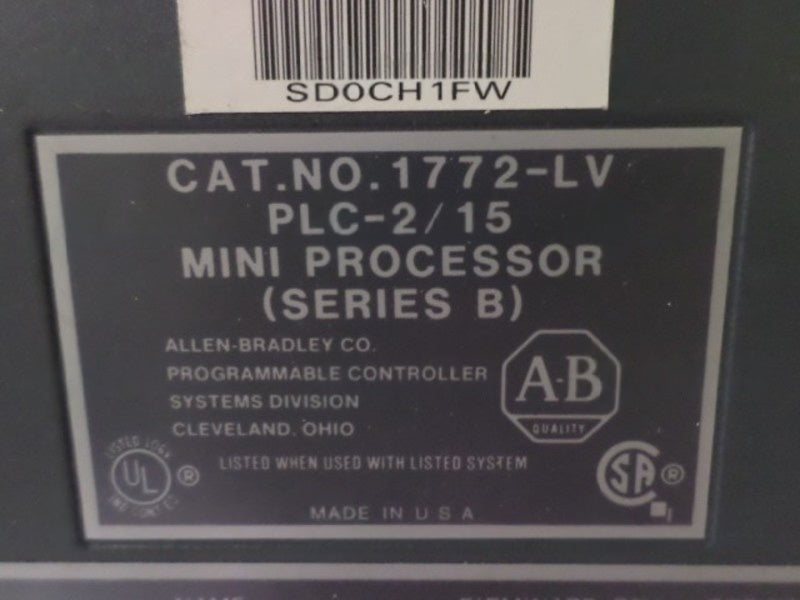 SD0CH1FW
CAT.NO.1772-LV
PLC-2/15
MINI PROCESSOR
(SERIES B)
ALLEN-BRADLEY CO.
PROGRAMMABLE CONTROLLER
SYSTEMS DIVISION
CLEVELAND, OHIO
A-B
QUALITY
UL ®
LISTED WHEN USED WITH LISTED SYSTEM
SA ®
MADE IN U S A